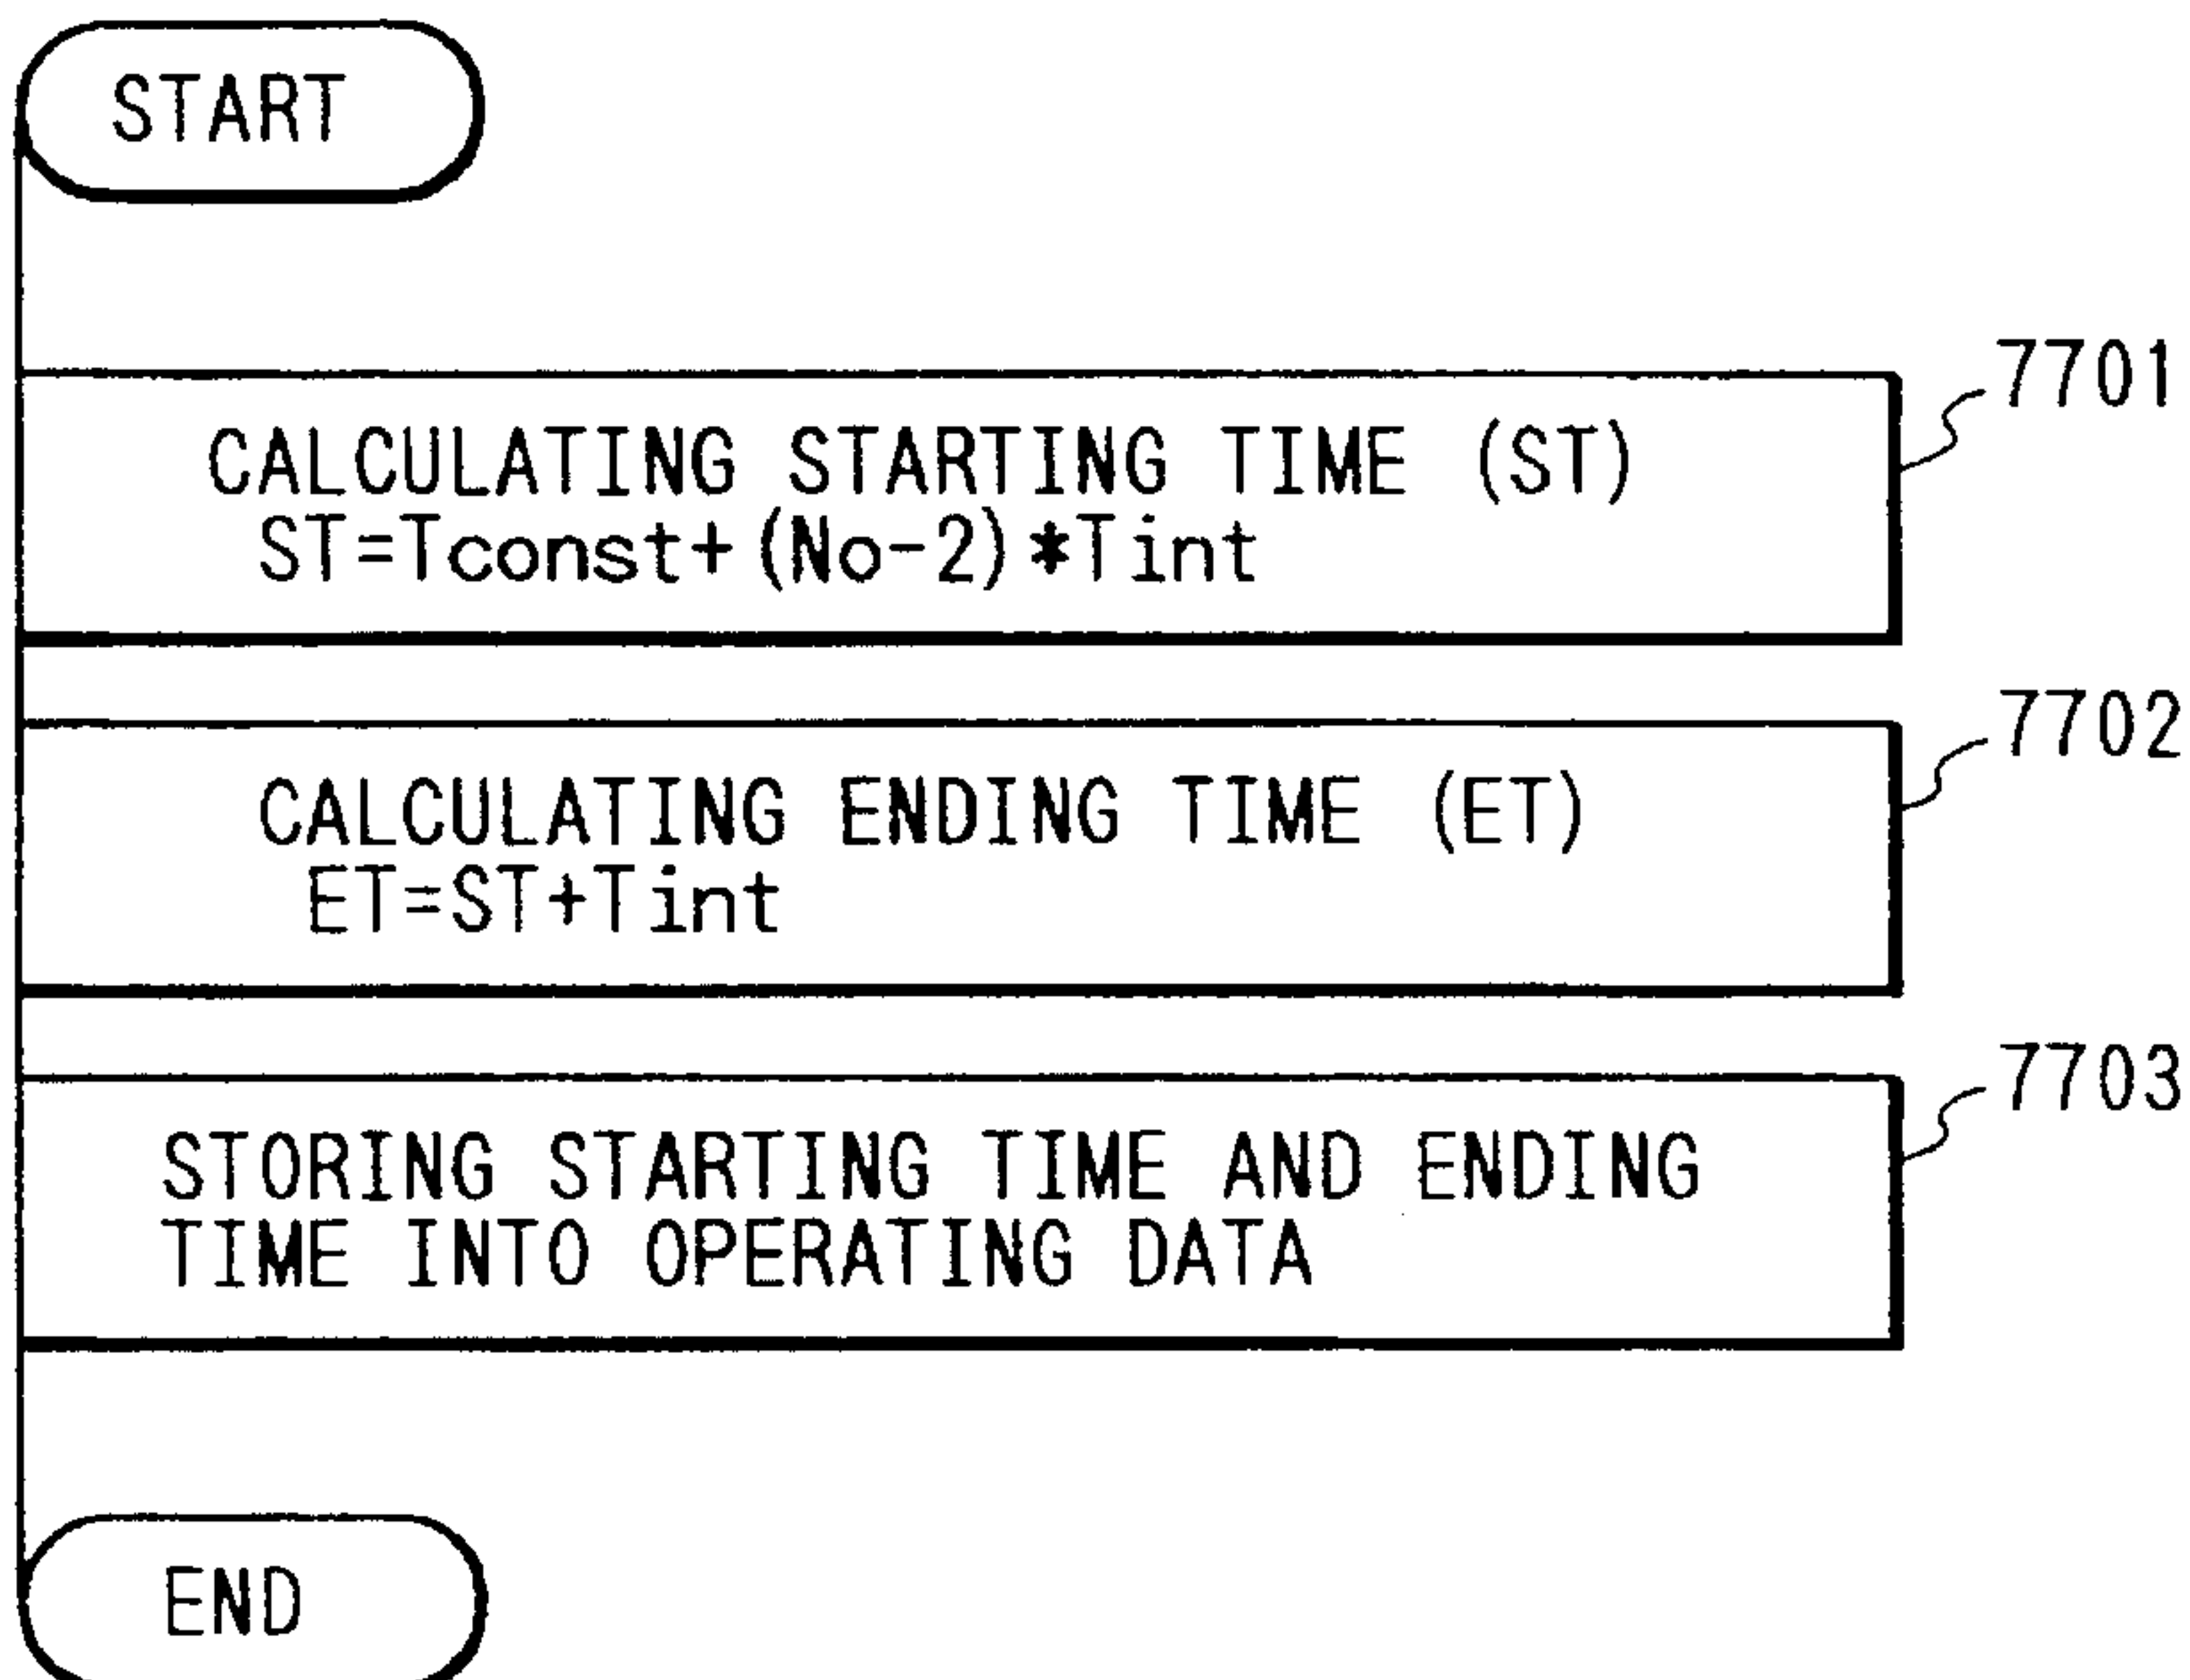 START
7701
CALCULATING STARTING TIME (ST)
ST=Tconst+(No-2)*Tint
7702
CALCULATING ENDING TIME (ET)
ET=ST+Tint
7703
STORING STARTING TIME AND ENDING
TIME INTO OPERATING DATA
END